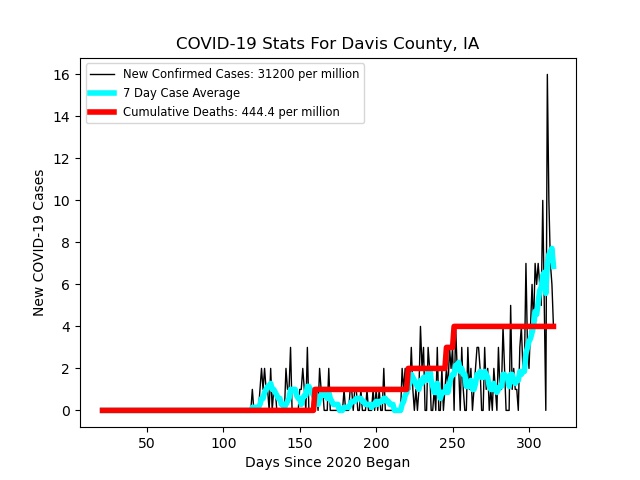 COVID-19 Stats For Davis County, IA
New Confirmed Cases: 31200 per million
7 Day Case Average
Cumulative Deaths: 444.4 per million
New COVID-19 Cases
16
14
12
10
8
6
4
2
0
50 100 150 200 250 300
Days Since 2020 Began